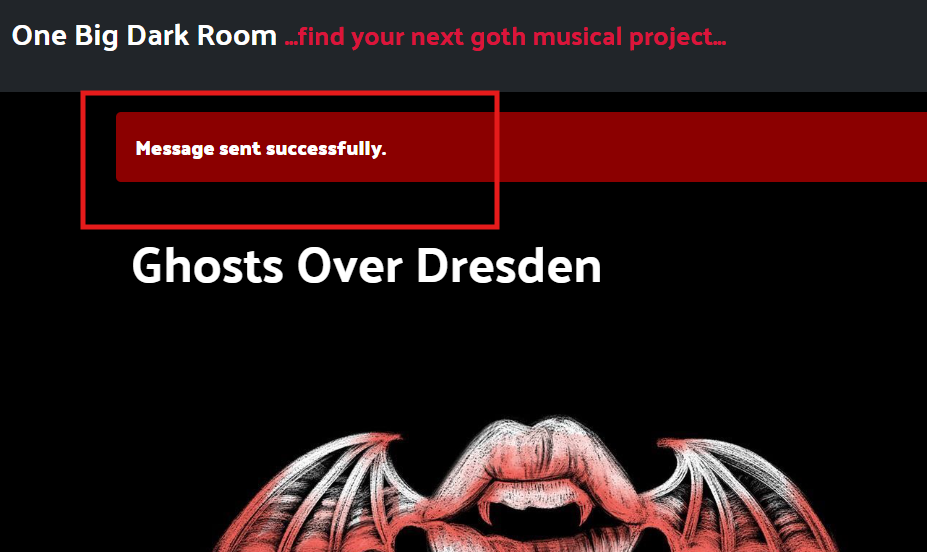 One Big Dark Room ...find your next goth musical project...
Message sent successfully.
Ghosts Over Dresden